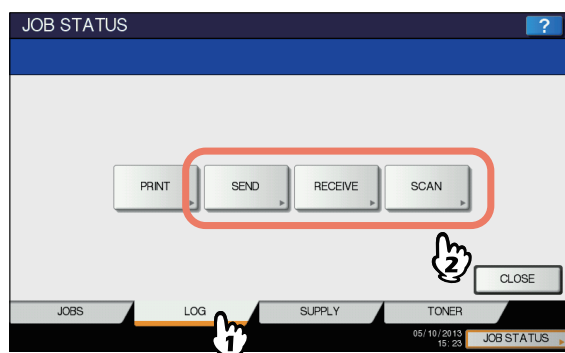 JOB STATUS ?
PRINT SEND RECEIVE SCAN
2
CLOSE
JOBS LOG SUPPLY TONER
1
05/10/2013
15:23
JOB STATUS